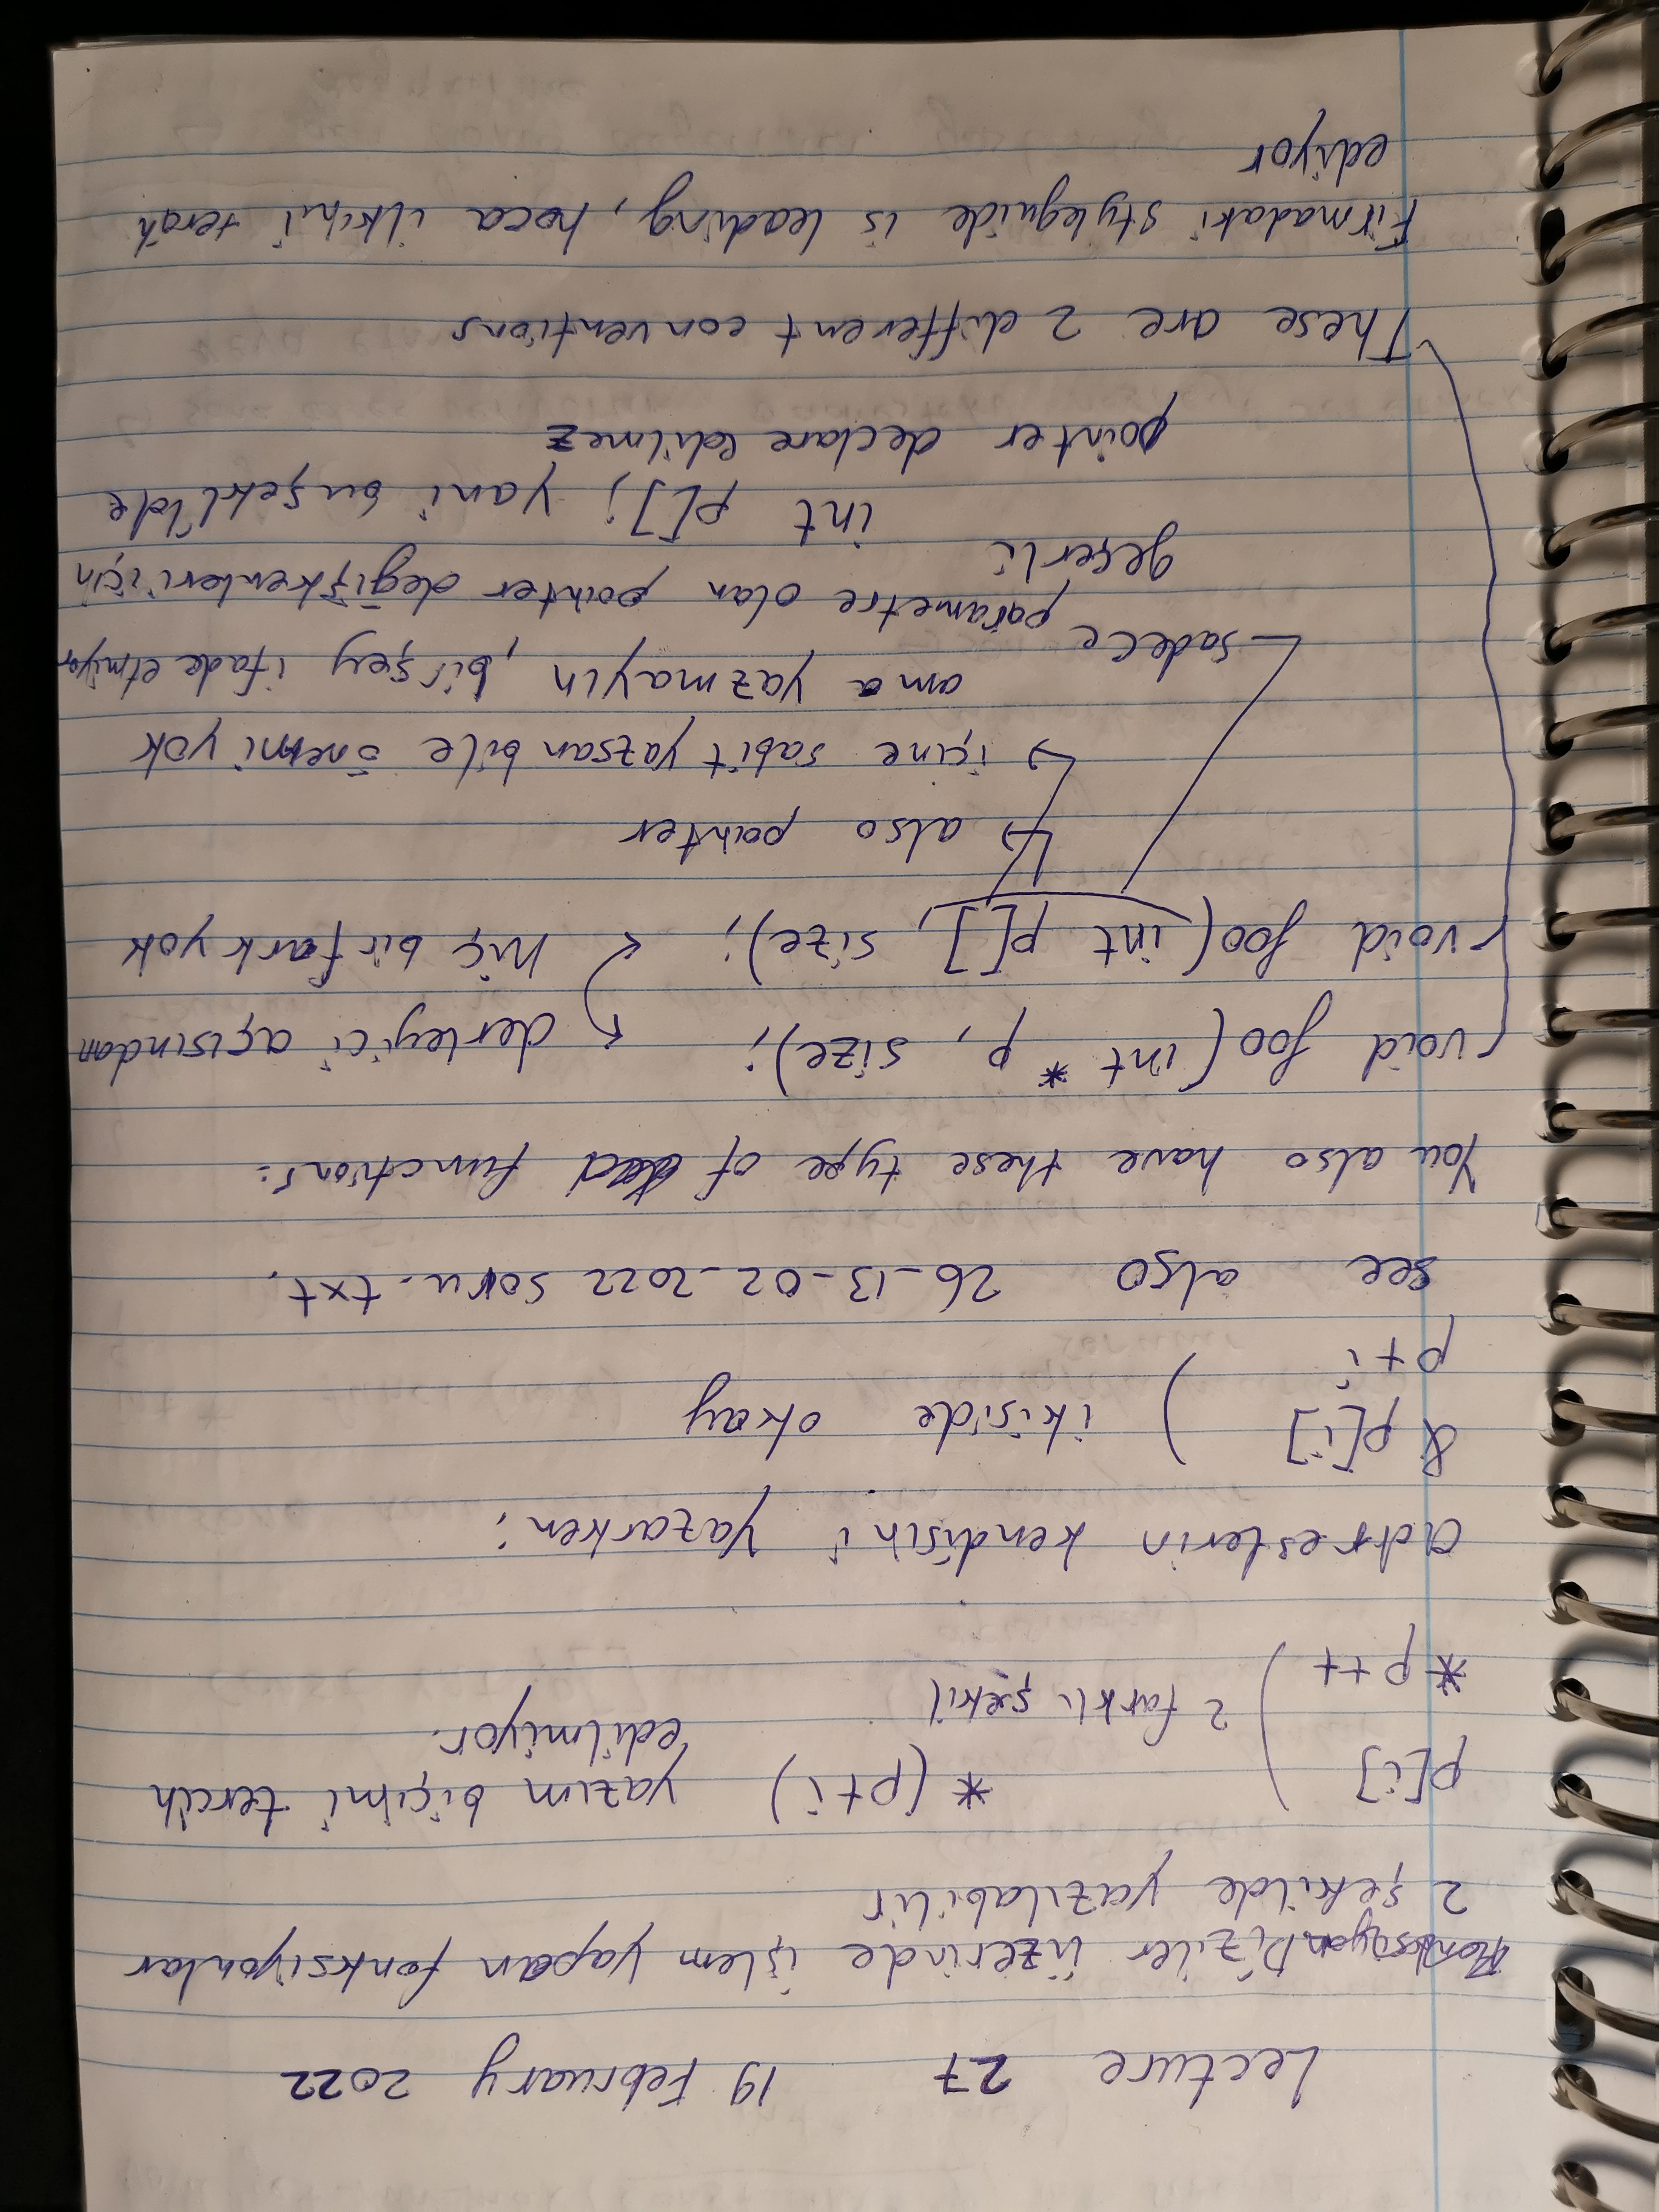 Lecture 27 19 February 2022
Diziler üzerinde işlem yapan fonksiyonlar
2 şekilde yazılabilir
p[i]
*p++
) 2 farklı şekil
*(p+i) yazım biçimi tercih
edilmiyor.
adreslerin kendisini yazarken:
& p[i]
p+i
) ikiside okay
see also 26_13-02_2022 soru.txt.
You also have these type of functions:
void foo(int * p, size);
void foo(int p[], size);
derleyici açısından
hiç bir fark yok
also pointer
içine sabit yazsan bile önemi yok
ama yazmayın, bir şey ifade etmiyor
sadece parametre olan pointer değişkenleri için
geçerli
int p[]; yani bu şekilde
pointer declare edilmez
These are 2 different conventions
Firmadaki styleguide is leading, hoca ilkini tercih
ediyor